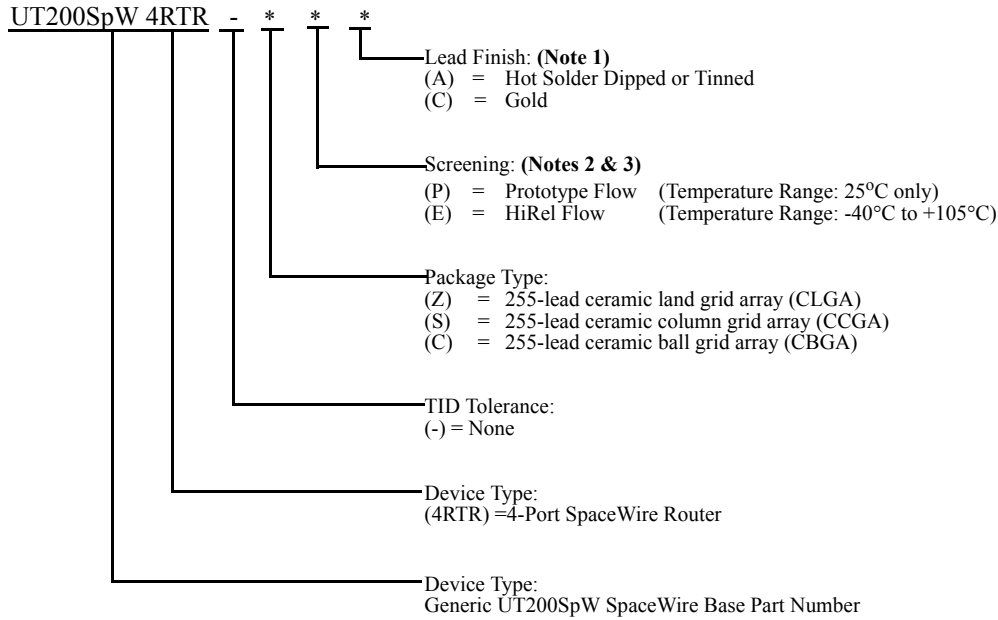 UT200SpW 4RTR - * * *
Lead Finish: (Note 1)
(A) = Hot Solder Dipped or Tinned
(C) = Gold
Screening: (Notes 2 & 3)
(P) = Prototype Flow (Temperature Range: 25°C only)
(E) = HiRel Flow (Temperature Range: -40°C to +105°C)
Package Type:
(Z) = 255-lead ceramic land grid array (CLGA)
(S) = 255-lead ceramic column grid array (CCGA)
(C) = 255-lead ceramic ball grid array (CBGA)
TID Tolerance:
(-) = None
Device Type:
(4RTR) =4-Port SpaceWire Router
Device Type:
Generic UT200SpW SpaceWire Base Part Number